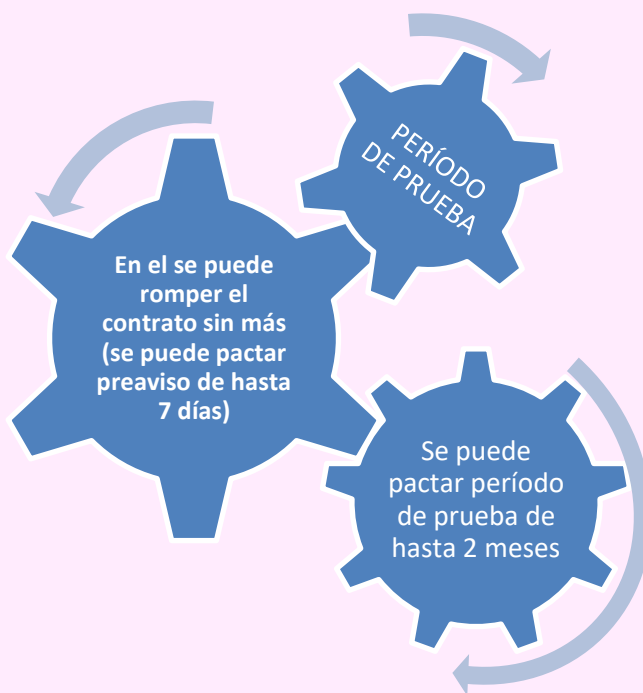 PERÍODO
DE PRUEBA
En el se puede
romper el
contrato sin más
(se puede pactar
preaviso de hasta
7 días)
Se puede
pactar período
de prueba de
hasta 2 meses